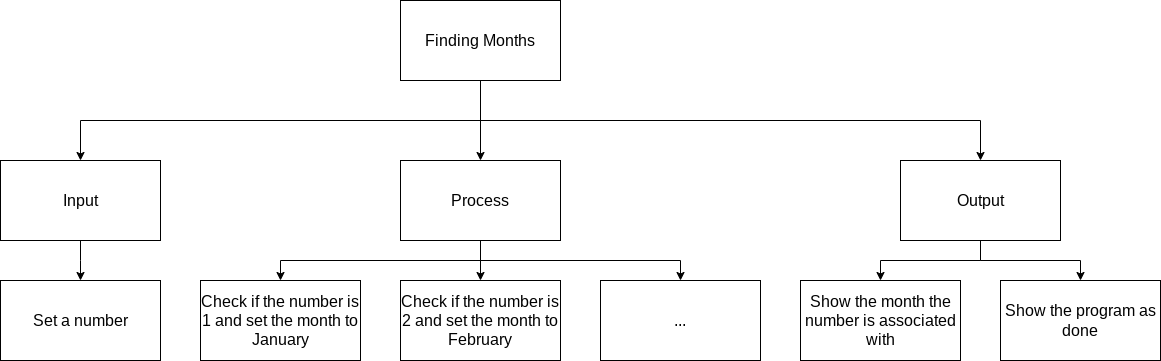 Finding Months
Input
Process
Output
Set a number
Check if the number is
1 and set the month to
January
Check if the number is
2 and set the month to
February
...
Show the month the
number is associated
with
Show the program as
done